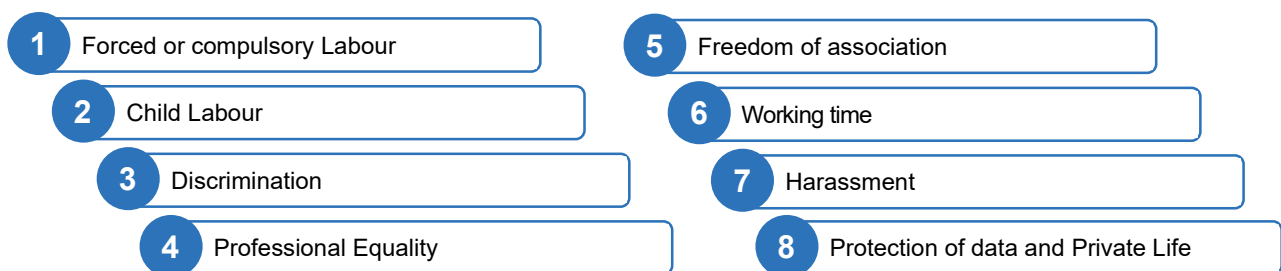 1 Forced or compulsory Labour
2 Child Labour
3 Discrimination
4 Professional Equality
5 Freedom of association
6 Working time
7 Harassment
8 Protection of data and Private Life